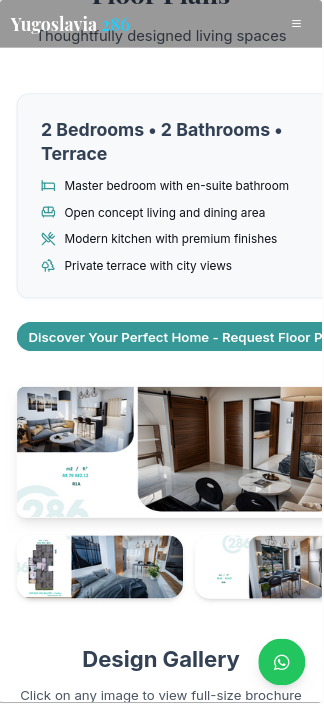 Floor Plans
Yugoslavia 286
Thoughtfully designed living spaces
2 Bedrooms • 2 Bathrooms •
Terrace
Master bedroom with en-suite bathroom
Open concept living and dining area
Modern kitchen with premium finishes
Private terrace with city views
Discover Your Perfect Home - Request Floor P
m2 / ft²
RIA
286
286
Design Gallery
Click on any image to view full-size brochure